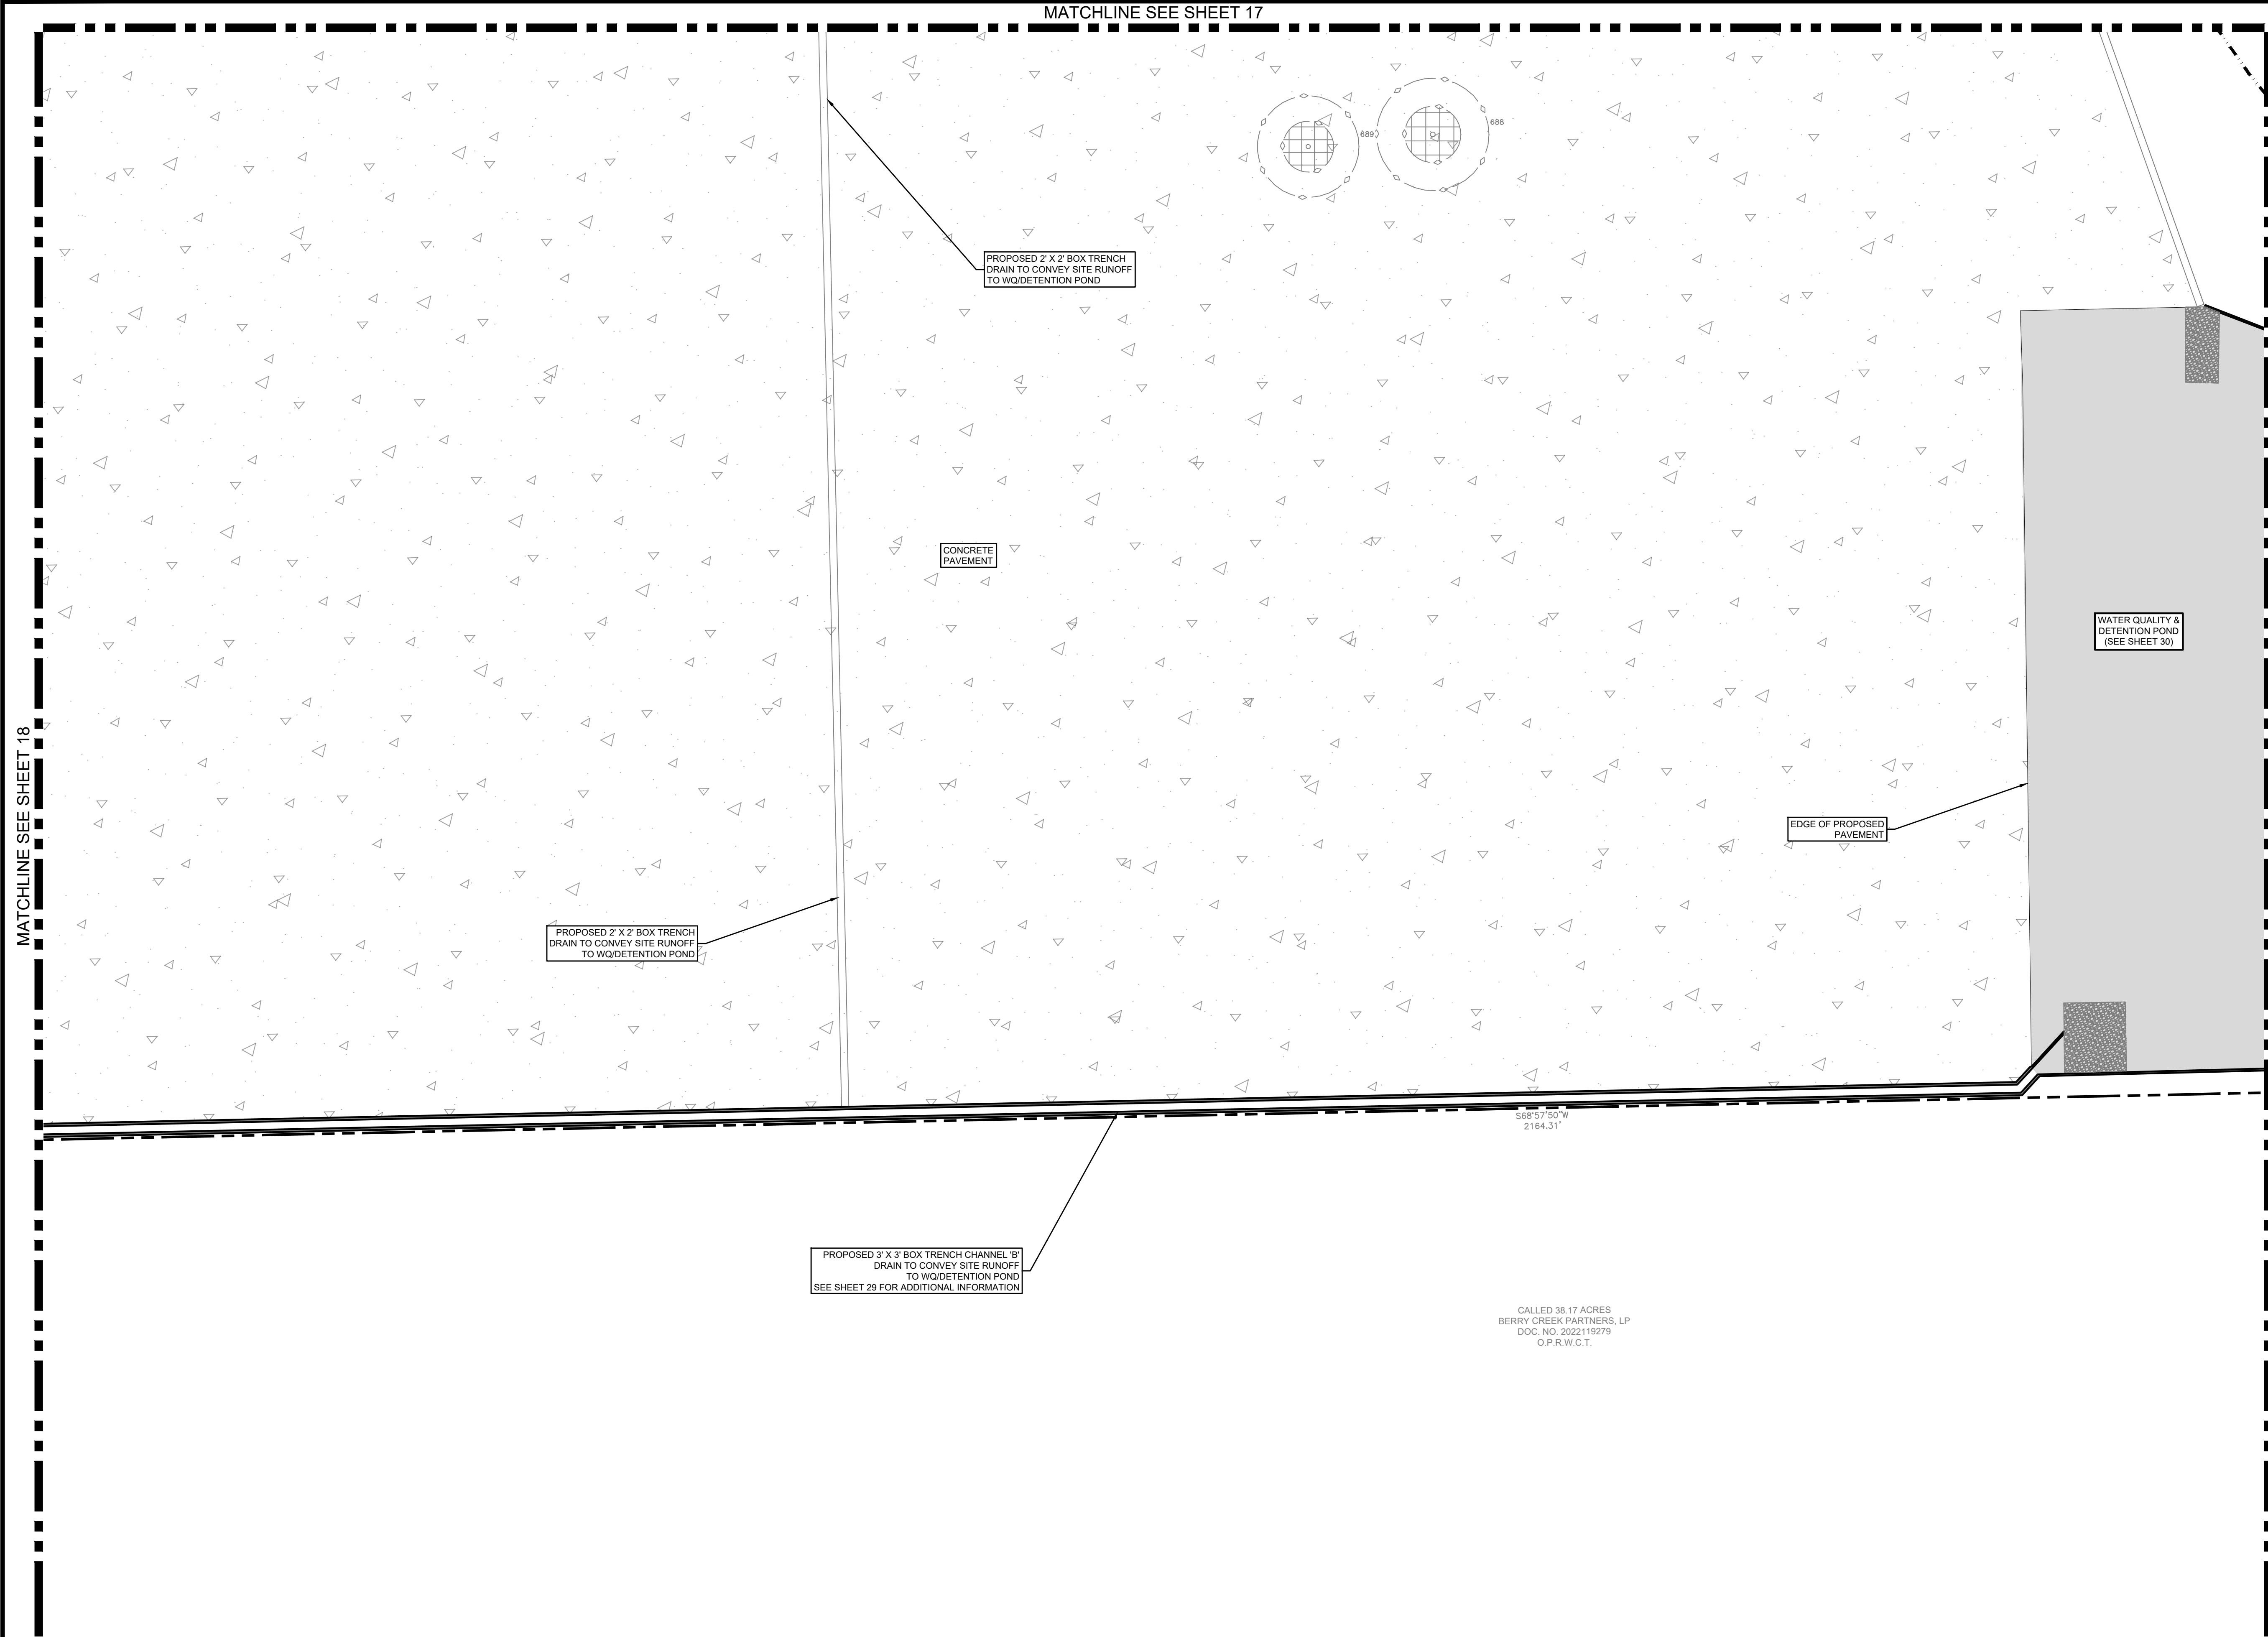 MATCHLINE SEE SHEET 17
689
688
PROPOSED 2' X 2' BOX TRENCH
DRAIN TO CONVEY SITE RUNOFF
TO WQ/DETENTION POND
CONCRETE
PAVEMENT
WATER QUALITY &
DETENTION POND
(SEE SHEET 30)
MATCHLINE SEE SHEET 18
EDGE OF PROPOSED
PAVEMENT
PROPOSED 2' X 2' BOX TRENCH
DRAIN TO CONVEY SITE RUNOFF
TO WQ/DETENTION POND
S68°57'50"W
2164.31'
PROPOSED 3' X 3' BOX TRENCH CHANNEL 'B'
DRAIN TO CONVEY SITE RUNOFF
TO WQ/DETENTION POND
SEE SHEET 29 FOR ADDITIONAL INFORMATION
CALLED 38.17 ACRES
BERRY CREEK PARTNERS, LP
DOC. NO. 2022119279
O.P.R.W.C.T.